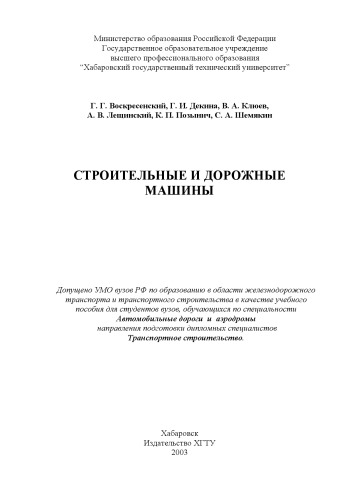 Министерство образования Российской Федерации
Государственное образовательное учреждение
высшего профессионального образования
“Хабаровский государственный технический университет”
Г. Г. Воскресенский, Г. И. Декина, В. А. Клюев,
А. В. Лещинский, К. П. Позынич, С. А. Шемякин
СТРОИТЕЛЬНЫЕ И ДОРОЖНЫЕ
МАШИНЫ
Допущено УМО вузов РФ по образованию в области железнодорожного
транспорта и транспортного строительства в качестве учебного
пособия для студентов вузов, обучающихся по специальности
Автомобильные дороги и аэродромы
направления подготовки дипломных специалистов
Транспортное строительство.
Хабаровск
Издательство ХГТУ
2003